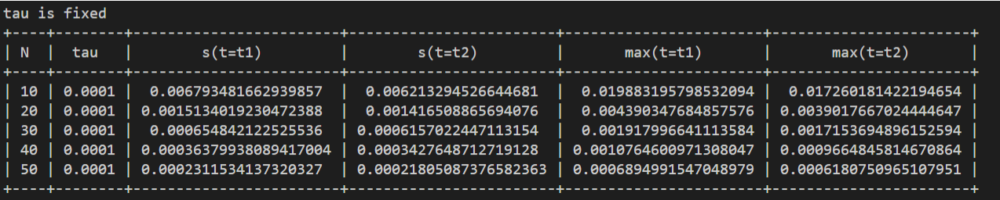 tau is fixed
+----+--------+------------------------+------------------------+-----------------------+-----------------------+
| N | tau | s(t=t1) | s(t=t2) | max(t=t1) | max(t=t2) |
+----+--------+------------------------+------------------------+-----------------------+-----------------------+
| 10 | 0.0001 | 0.006793481662939857 | 0.006213294526644681 | 0.019883195798532094 | 0.017260181422194654 |
| 20 | 0.0001 | 0.0015134019230472388 | 0.001416508865694076 | 0.004390347684857576 | 0.0039017667024444647 |
| 30 | 0.0001 | 0.000654842122525536 | 0.0006157022447113154 | 0.001917996641113584 | 0.0017153694896152594 |
| 40 | 0.0001 | 0.00036379938089417004 | 0.0003427648712719128 | 0.0010764600971308047 | 0.0009664845814670864 |
| 50 | 0.0001 | 0.0002311534137320327 | 0.00021805087376582363 | 0.0006894991547048979 | 0.0006180750965107951 |
+----+--------+------------------------+------------------------+-----------------------+-----------------------+